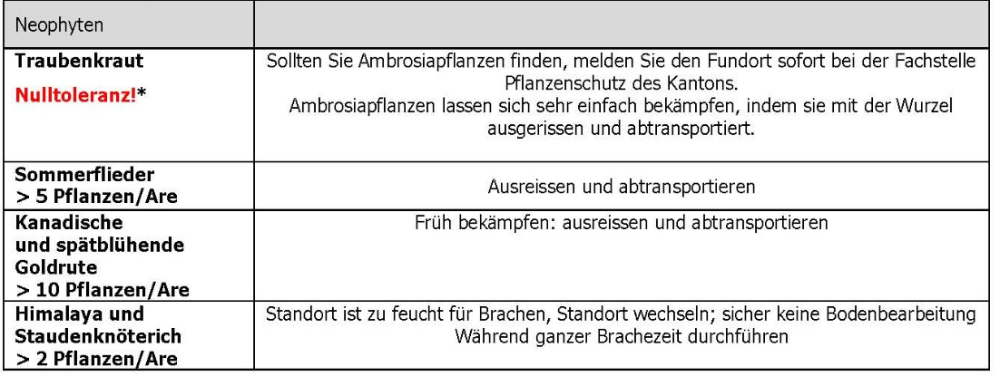 Neophyten
Traubenkraut
Nulltoleranz!*
Sollten Sie Ambrosiapflanzen finden, melden Sie den Fundort sofort bei der Fachstelle
Pflanzenschutz des Kantons.
Ambrosiapflanzen lassen sich sehr einfach bekämpfen, indem sie mit der Wurzel
ausgerissen und abtransportiert.
Sommerflieder
> 5 Pflanzen/Are
Ausreissen und abtransportieren
Kanadische
und spätblühende
Goldrute
> 10 Pflanzen/Are
Früh bekämpfen: ausreissen und abtransportieren
Himalaya und
Staudenknöterich
> 2 Pflanzen/Are
Standort ist zu feucht für Brachen, Standort wechseln; sicher keine Bodenbearbeitung
Während ganzer Brachezeit durchführen